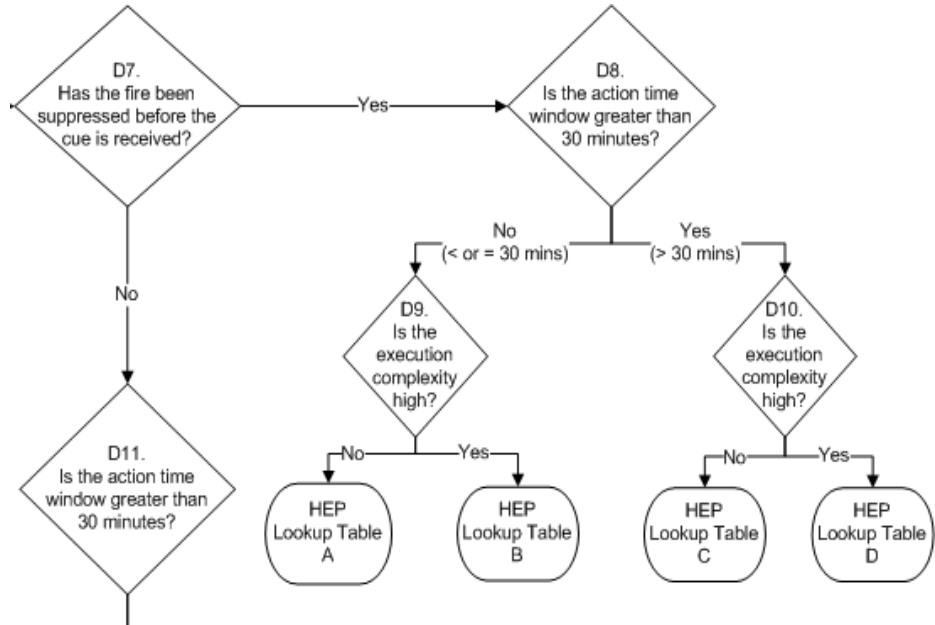 D7.
Has the fire been
suppressed before the
cue is received?
Yes
D8.
Is the action time
window greater than
30 minutes?
No
(< or = 30 mins)
Yes
(> 30 mins)
No
D9.
Is the
execution
complexity
high?
D10.
Is the
execution
complexity
high?
D11.
Is the action time
window greater than
30 minutes?
No
Yes
No
Yes
HEP
Lookup Table
A
HEP
Lookup Table
B
HEP
Lookup Table
C
HEP
Lookup Table
D